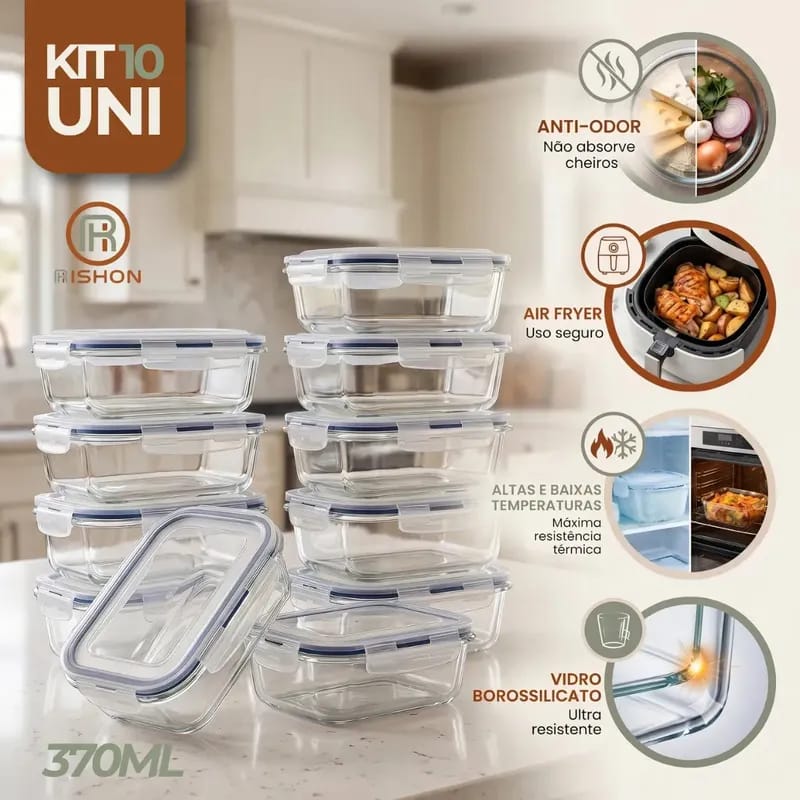 KIT 10
UNI
RISHON
ANTI-ODOR
Não absorve
cheiros
AIR FRYER
Uso seguro
ALTAS E BAIXAS
TEMPERATURAS
Máxima
resistência
térmica
VIDRO
BOROSSILICATO
Ultra
resistente
370ML